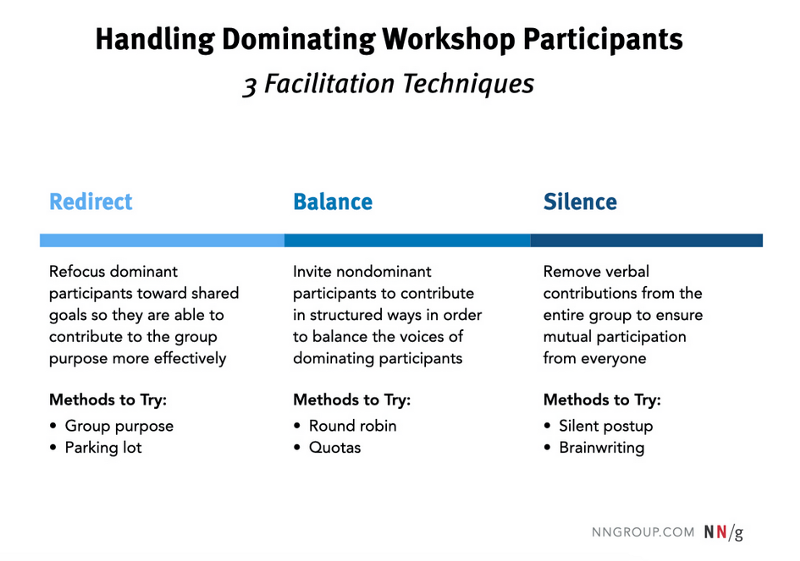 Handling Dominating Workshop Participants
3 Facilitation Techniques
Redirect
Refocus dominant
participants toward shared
goals so they are able to
contribute to the group
purpose more effectively
Methods to Try:
• Group purpose
• Parking lot
Balance
Invite nondominant
participants to contribute
in structured ways in order
to balance the voices of
dominating participants
Methods to Try:
• Round robin
• Quotas
Silence
Remove verbal
contributions from the
entire group to ensure
mutual participation
from everyone
Methods to Try:
• Silent postup
• Brainwriting
NNGROUP.COM NN/g